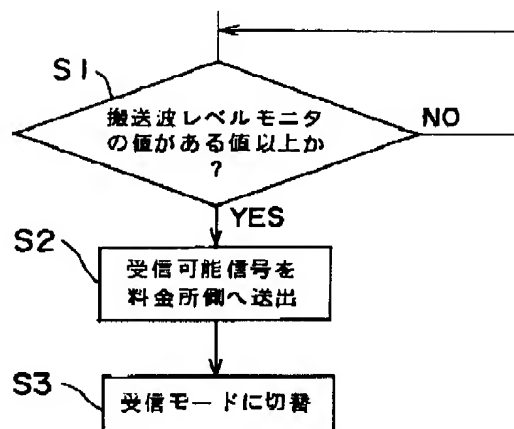 S1
搬送波レベルモニタ
の値がある値以上か
?
NO
YES
S2
受信可能信号を
料金所側へ送出
S3
受信モードに切替